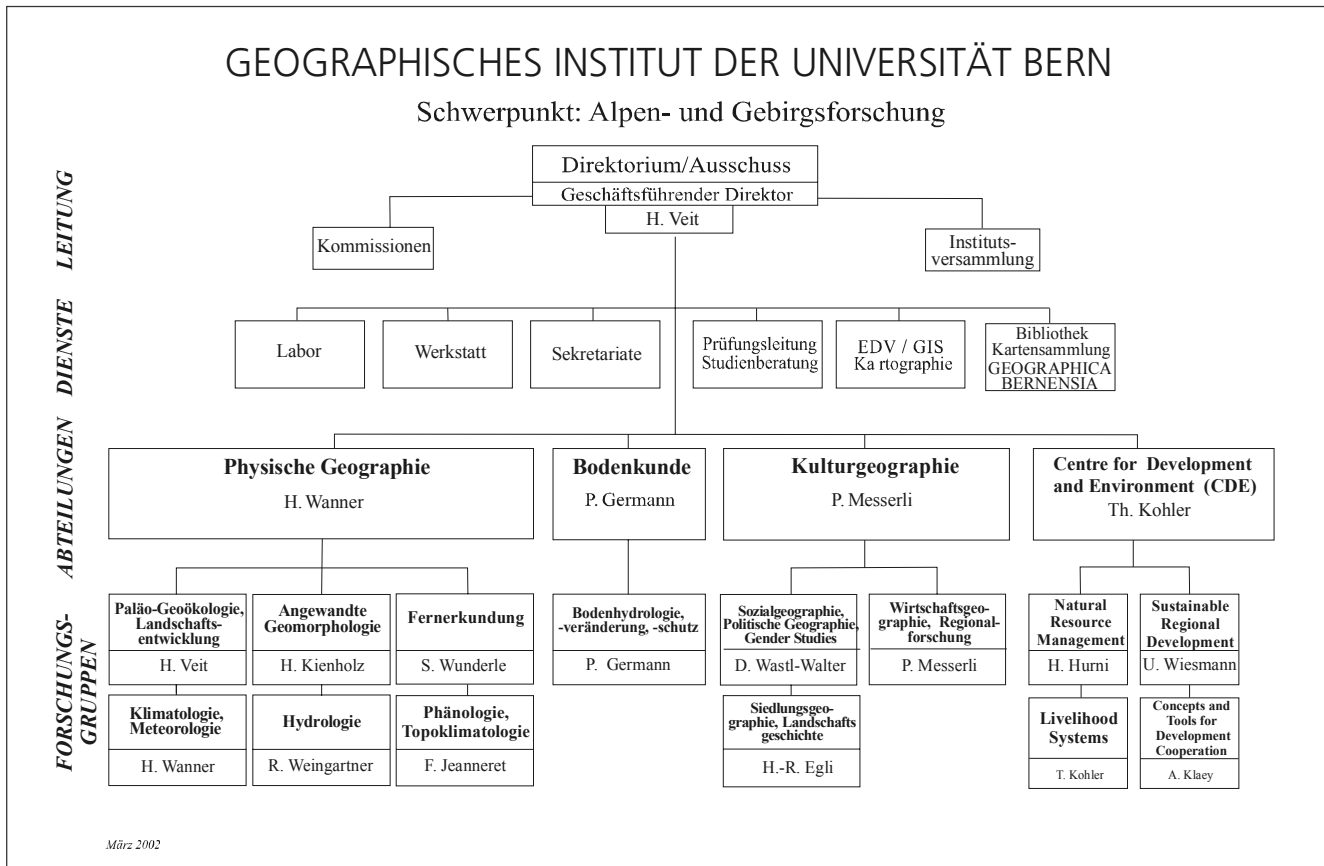 GEOGRAPHISCHES INSTITUT DER UNIVERSITÄT BERN
Schwerpunkt: Alpen- und Gebirgsforschung
LEITUNG
Direktorium/Ausschuss
Geschäftsführender Direktor
H. Veit
Kommissionen
Instituts-
versammlung
DIENSTE
Labor
Werkstatt
Sekretariate
Prüfungsleitung
Studienberatung
EDV / GIS
Ka rtographie
Bibliothek
Kartensammlung
GEOGRAPHICA
BERNENSIA
ABTEILUNGEN
Physische Geographie
H. Wanner
Bodenkunde
P. Germann
Kulturgeographie
P. Messerli
Centre for Development
and Environment (CDE)
Th. Kohler
FORSCHUNGS-
GRUPPEN
Paläo-Geoökologie,
Landschafts-
entwicklung
H. Veit
Angewandte
Geomorphologie
H. Kienholz
Fernerkundung
S. Wunderle
Bodenhydrologie,
-veränderung, -schutz
P. Germann
Sozialgeographie,
Politische Geographie,
Gender Studies
D. Wastl-Walter
Wirtschaftsgeo-
graphie, Regional-
forschung
P. Messerli
Natural
Resource
Management
H. Hurni
Sustainable
Regional
Development
U. Wiesmann
Klimatologie,
Meteorologie
H. Wanner
Hydrologie
R. Weingartner
Phänologie,
Topoklimatologie
F. Jeanneret
Siedlungsgeo-
graphie, Landschafts
geschichte
H.-R. Egli
Livelihood
Systems
T. Kohler
Concepts and
Tools for
Development
Cooperation
A. Klaey
März 2002